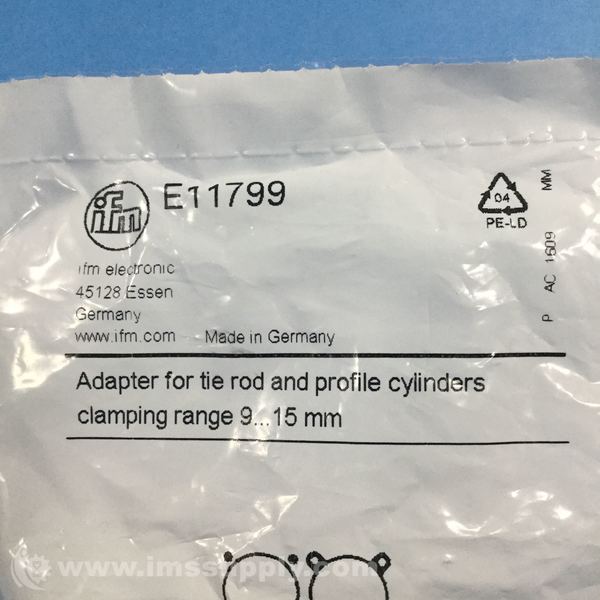 ifm
E11799
04
PE-LD
P AC 1609 MM
ifm electronic
45128 Essen
Germany
www.ifm.com Made in Germany
Adapter for tie rod and profile cylinders
clamping range 9...15 mm
www.imssupply.com